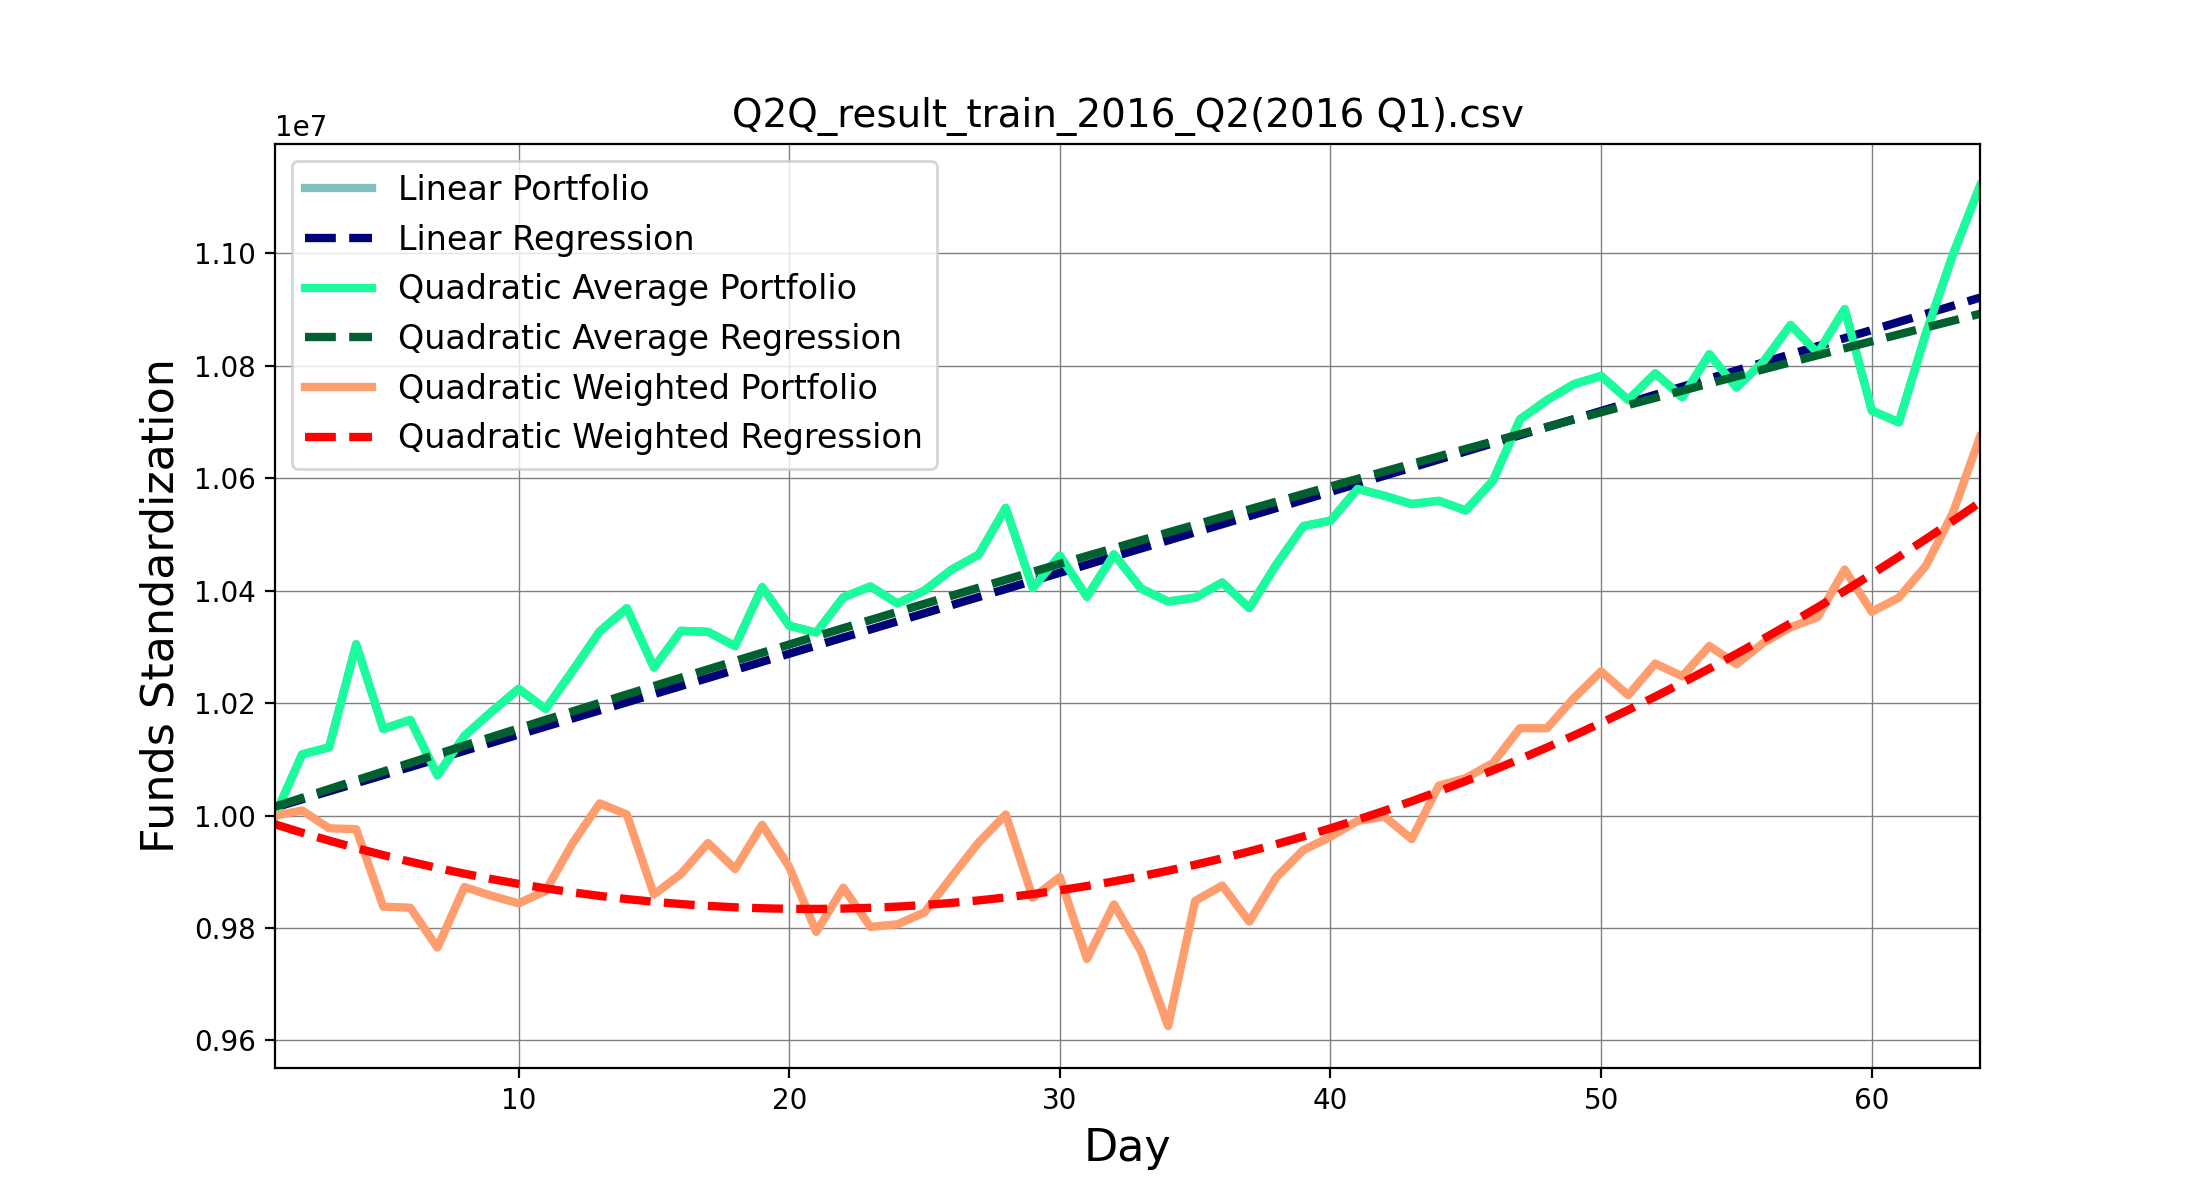 Q2Q_result_train_2016_Q2(2016 Q1).csv
1e7
Linear Portfolio
Linear Regression
Quadratic Average Portfolio
Quadratic Average Regression
Quadratic Weighted Portfolio
Quadratic Weighted Regression
Funds Standardization
1.10
1.08
1.06
1.04
1.02
1.00
0.98
0.96
10 20 30 40 50 60
Day